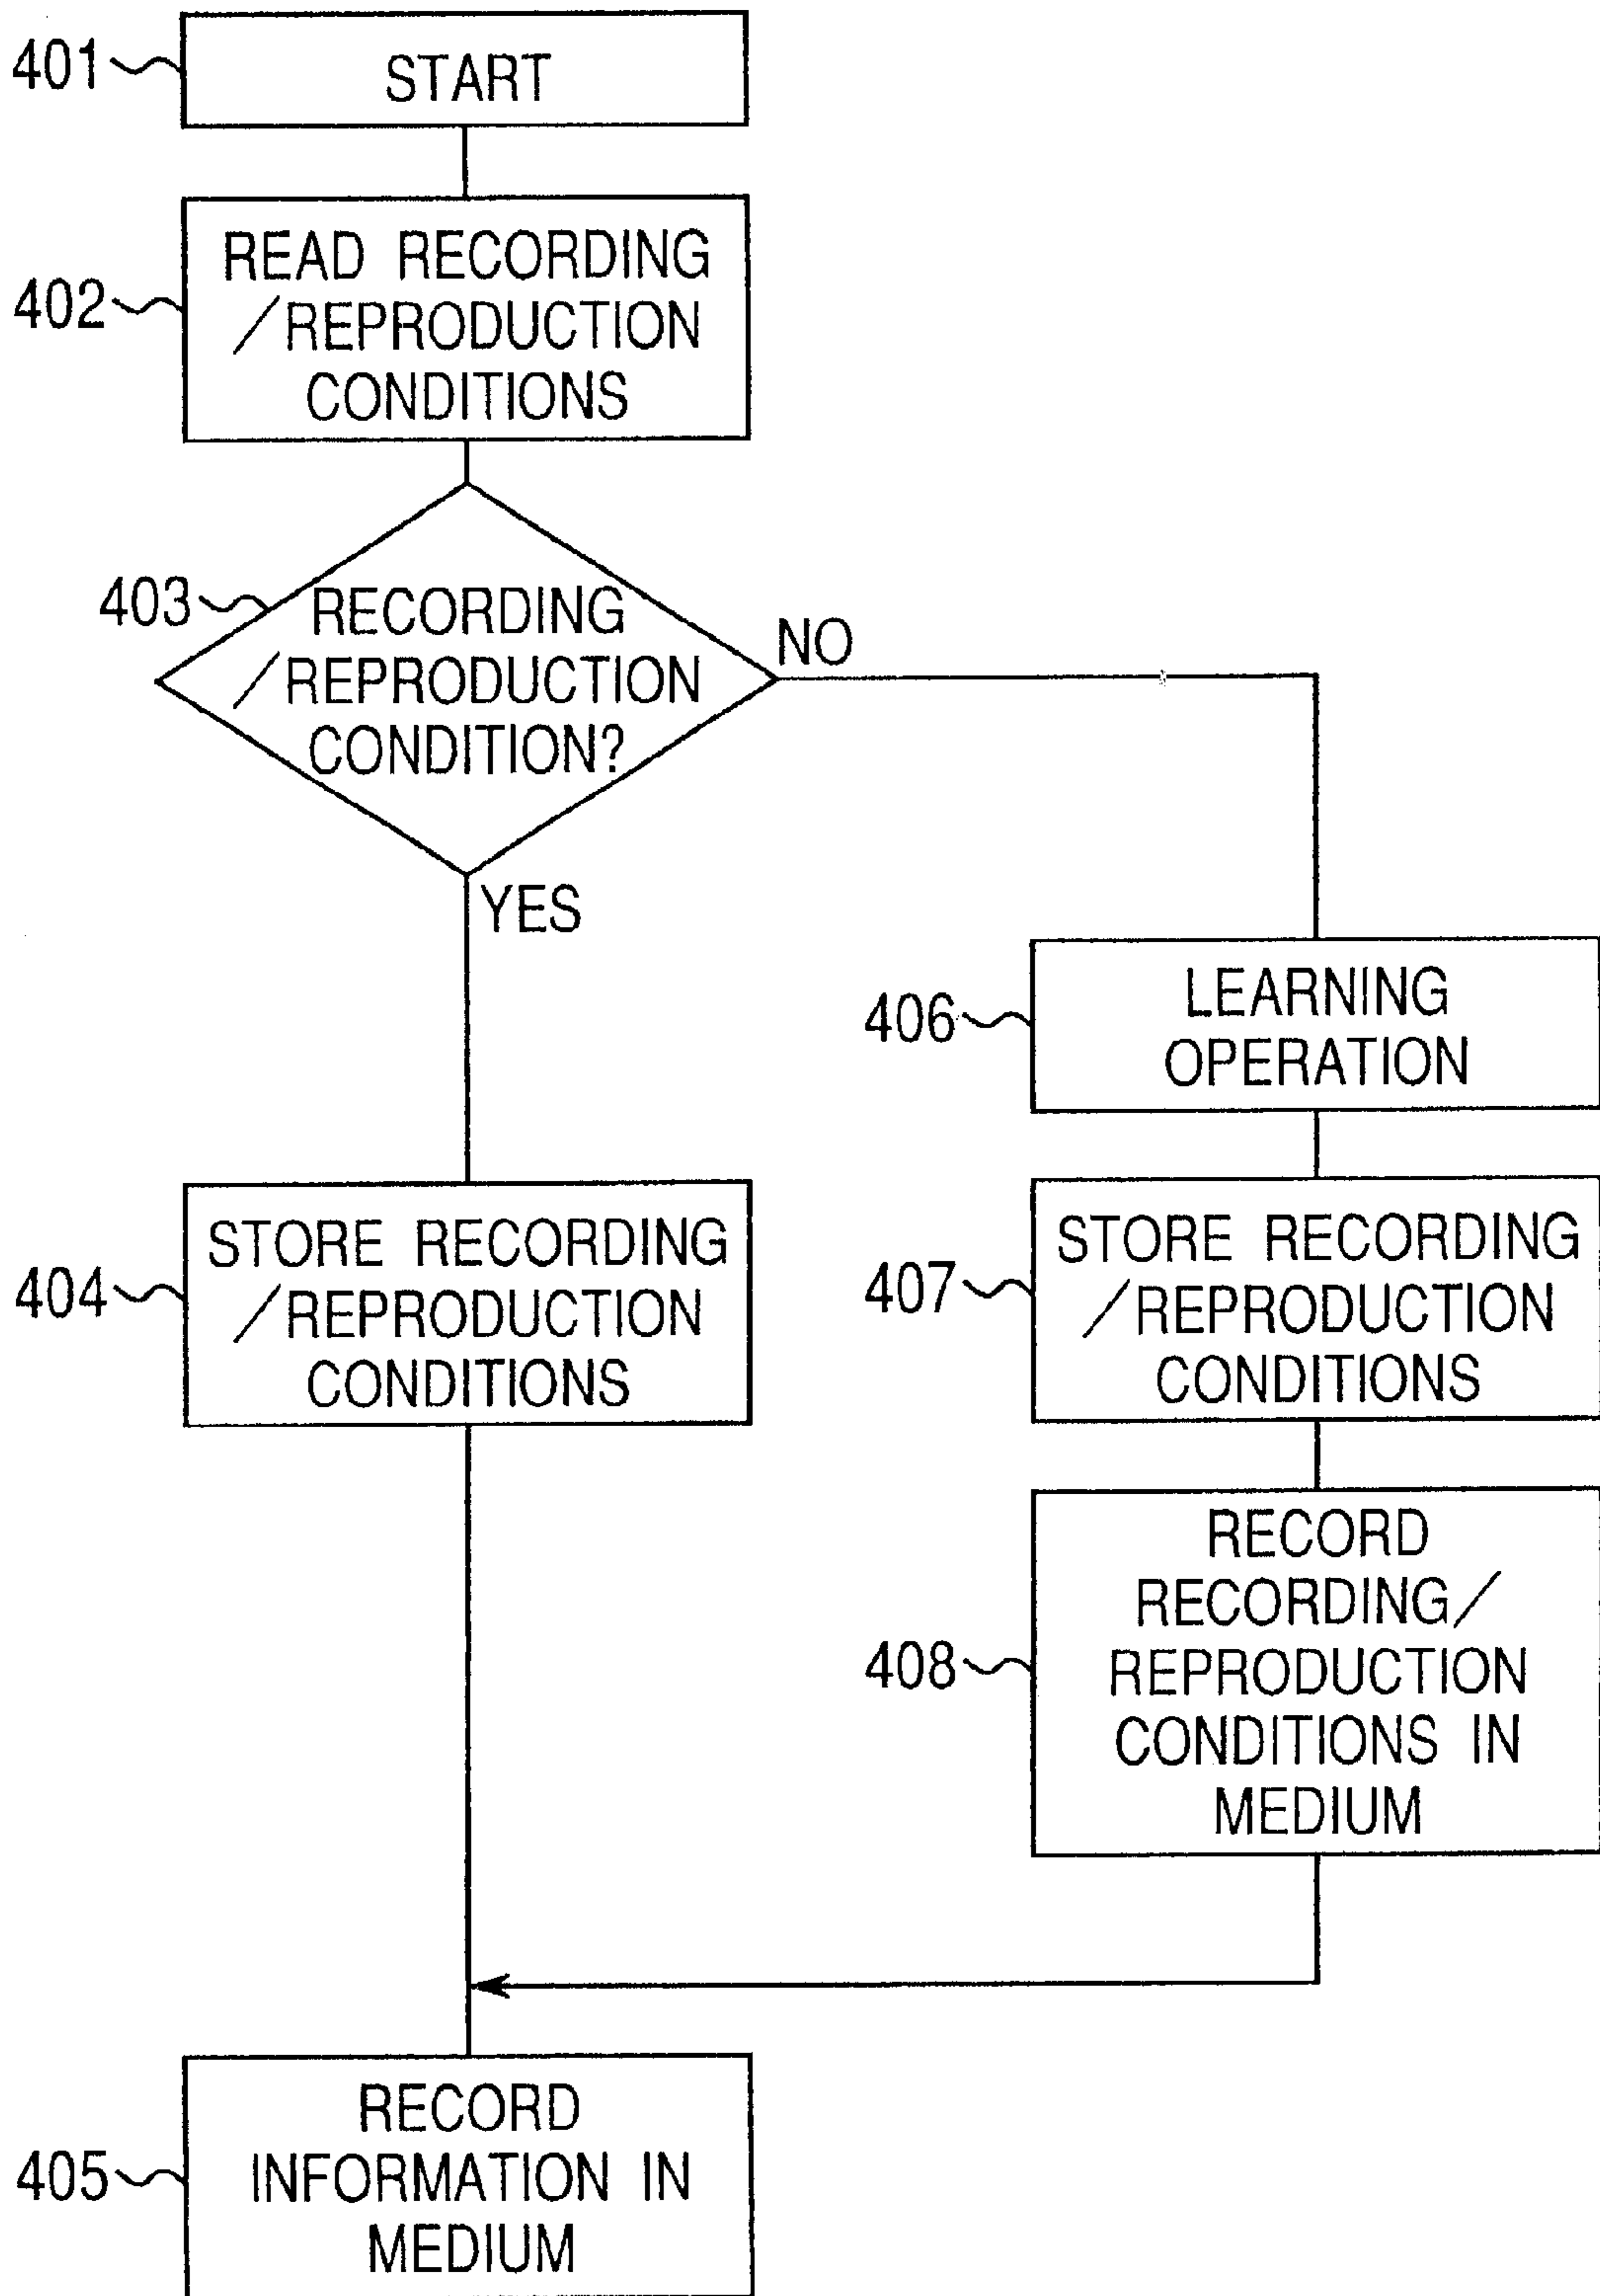 401
START
402
READ RECORDING
/REPRODUCTION
CONDITIONS
403
RECORDING
/REPRODUCTION
CONDITION?
NO
YES
406
LEARNING
OPERATION
404
STORE RECORDING
/REPRODUCTION
CONDITIONS
407
STORE RECORDING
/REPRODUCTION
CONDITIONS
408
RECORD
RECORDING/
REPRODUCTION
CONDITIONS IN
MEDIUM
405
RECORD
INFORMATION IN
MEDIUM